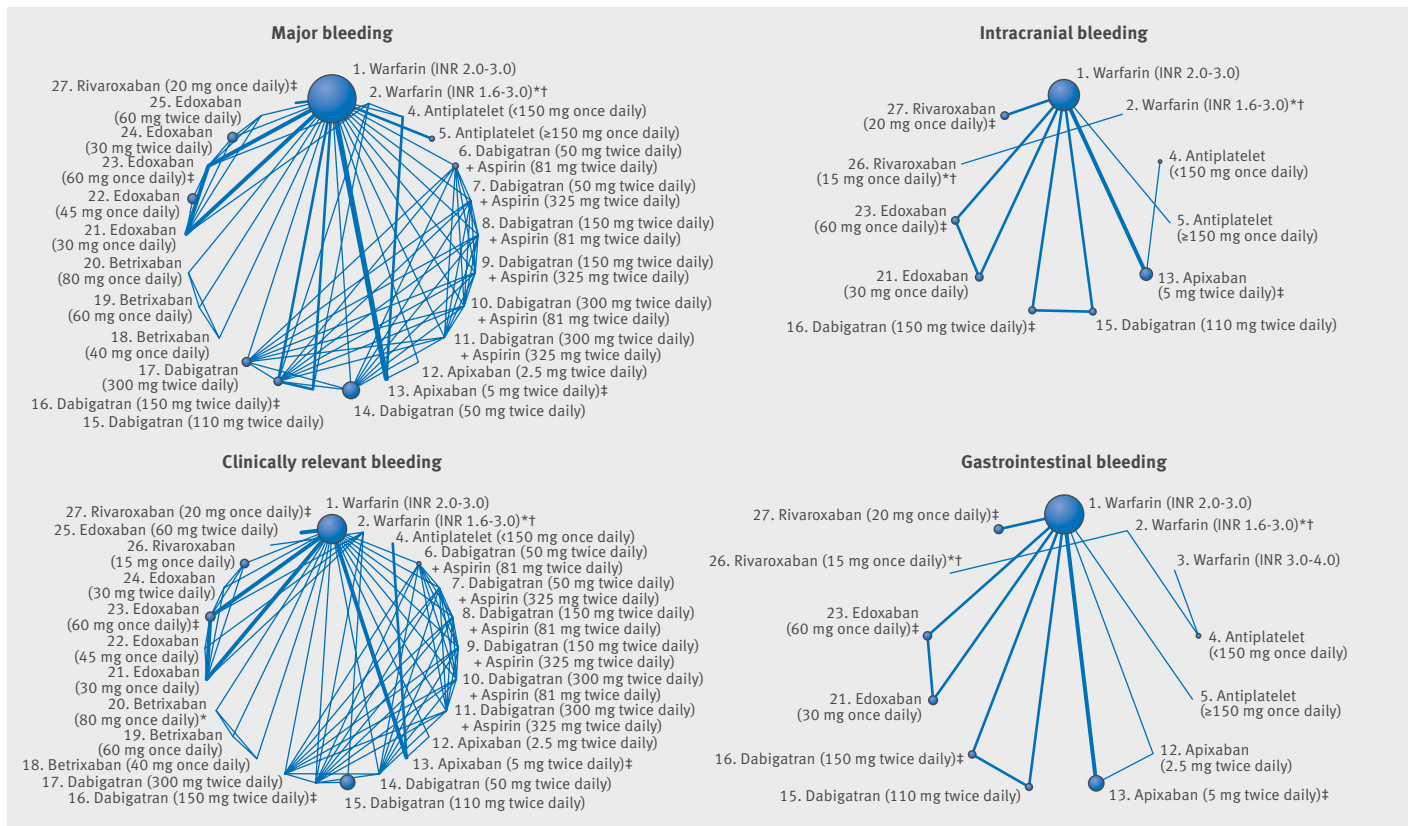 Major bleeding
1. Warfarin (INR 2.0-3.0)
2. Warfarin (INR 1.6-3.0)*†
4. Antiplatelet (<150 mg once daily)
5. Antiplatelet (≥150 mg once daily)
6. Dabigatran (50 mg twice daily)
+ Aspirin (81 mg twice daily)
7. Dabigatran (50 mg twice daily)
+ Aspirin (325 mg twice daily)
8. Dabigatran (150 mg twice daily)
+ Aspirin (81 mg twice daily)
9. Dabigatran (150 mg twice daily)
+ Aspirin (325 mg twice daily)
10. Dabigatran (300 mg twice daily)
+ Aspirin (81 mg twice daily)
11. Dabigatran (300 mg twice daily)
+ Aspirin (325 mg twice daily)
12. Apixaban (2.5 mg twice daily)
13. Apixaban (5 mg twice daily)‡
14. Dabigatran (50 mg twice daily)
15. Dabigatran (110 mg twice daily)
16. Dabigatran (150 mg twice daily)‡
17. Dabigatran
(300 mg twice daily)
18. Betrixaban
(40 mg once daily)
19. Betrixaban
(60 mg once daily)
20. Betrixaban
(80 mg once daily)
21. Edoxaban
(30 mg once daily)
22. Edoxaban
(45 mg once daily)
23. Edoxaban
(60 mg once daily)‡
24. Edoxaban
(30 mg twice daily)
25. Edoxaban
(60 mg twice daily)
27. Rivaroxaban (20 mg once daily)‡
Intracranial bleeding
1. Warfarin (INR 2.0-3.0)
2. Warfarin (INR 1.6-3.0)*†
4. Antiplatelet
(<150 mg once daily)
5. Antiplatelet
(≥150 mg once daily)
13. Apixaban
(5 mg twice daily)‡
15. Dabigatran (110 mg twice daily)
16. Dabigatran (150 mg twice daily)‡
21. Edoxaban
(30 mg once daily)
23. Edoxaban
(60 mg once daily)‡
26. Rivaroxaban
(15 mg once daily)*†
27. Rivaroxaban
(20 mg once daily)‡
Clinically relevant bleeding
1. Warfarin (INR 2.0-3.0)
2. Warfarin (INR 1.6-3.0)*†
4. Antiplatelet (<150 mg once daily)
6. Dabigatran (50 mg twice daily)
+ Aspirin (81 mg twice daily)
7. Dabigatran (50 mg twice daily)
+ Aspirin (325 mg twice daily)
8. Dabigatran (150 mg twice daily)
+ Aspirin (81 mg twice daily)
9. Dabigatran (150 mg twice daily)
+ Aspirin (325 mg twice daily)
10. Dabigatran (300 mg twice daily)
+ Aspirin (81 mg twice daily)
11. Dabigatran (300 mg twice daily)
+ Aspirin (325 mg twice daily)
12. Apixaban (2.5 mg twice daily)
13. Apixaban (5 mg twice daily)‡
14. Dabigatran (50 mg twice daily)
15. Dabigatran (110 mg twice daily)
16. Dabigatran (150 mg twice daily)‡
17. Dabigatran (300 mg twice daily)
18. Betrixaban (40 mg once daily)
19. Betrixaban
(60 mg once daily)
20. Betrixaban
(80 mg once daily)*
21. Edoxaban
(30 mg once daily)
22. Edoxaban
(45 mg once daily)
23. Edoxaban
(60 mg once daily)‡
24. Edoxaban
(30 mg twice daily)
26. Rivaroxaban
(15 mg once daily)
25. Edoxaban (60 mg twice daily)
27. Rivaroxaban (20 mg once daily)‡
Gastrointestinal bleeding
1. Warfarin (INR 2.0-3.0)
2. Warfarin (INR 1.6-3.0)*†
3. Warfarin (INR 3.0-4.0)
4. Antiplatelet
(<150 mg once daily)
5. Antiplatelet
(≥150 mg once daily)
12. Apixaban
(2.5 mg twice daily)
13. Apixaban (5 mg twice daily)‡
15. Dabigatran (110 mg twice daily)
16. Dabigatran (150 mg twice daily)‡
21. Edoxaban
(30 mg once daily)
23. Edoxaban
(60 mg once daily)‡
26. Rivaroxaban (15 mg once daily)*†
27. Rivaroxaban (20 mg once daily)‡